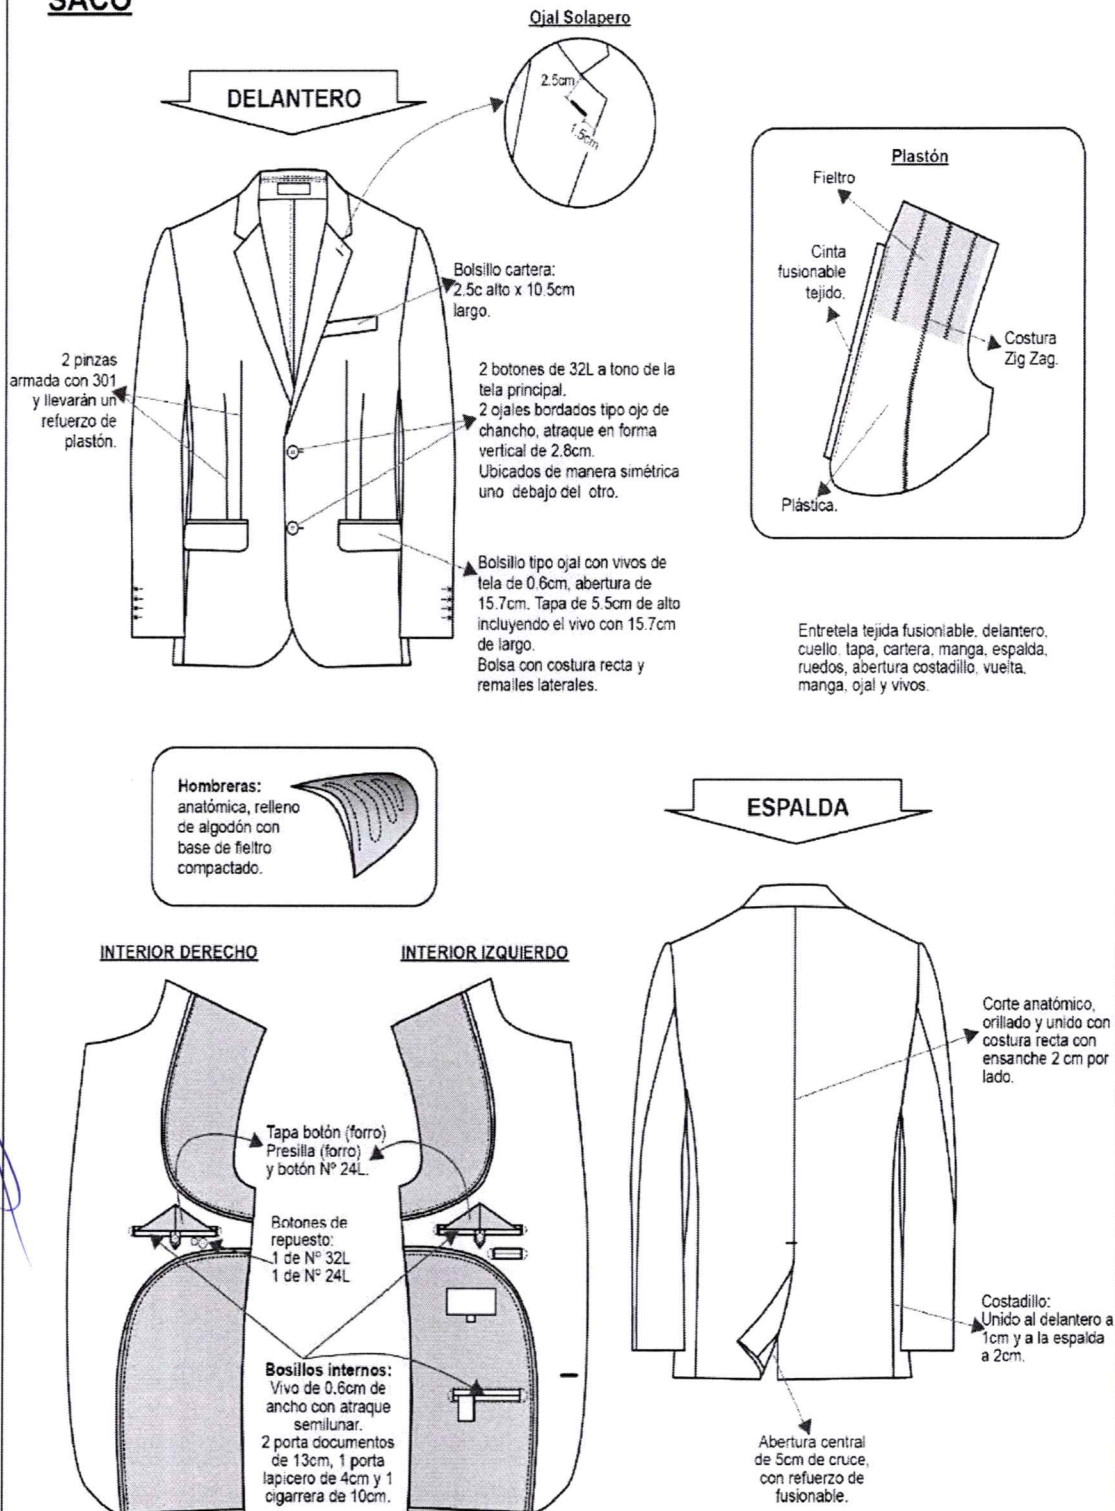 SACO
Ojal Solapero
2.5cm
1.5cm
DELANTERO
Plastón
Fieltro
Cinta
fusionable
tejido.
Costura
Zig Zag.
Plástica.
Bolsillo cartera:
2.5c alto x 10.5cm
largo.
2 pinzas
armada con 301
y llevarán un
refuerzo de
plastón.
2 botones de 32L a tono de la
tela principal.
2 ojales bordados tipo ojo de
chancho, atraque en forma
vertical de 2.8cm.
Ubicados de manera simétrica
uno debajo del otro.
Bolsillo tipo ojal con vivos de
tela de 0.6cm, abertura de
15.7cm. Tapa de 5.5cm de alto
incluyendo el vivo con 15.7cm
de largo.
Bolsa con costura recta y
remalles laterales.
Entretela tejida fusionable, delantero,
cuello, tapa, cartera, manga, espalda,
ruedos, abertura costadillo, vuelta,
manga, ojal y vivos.
Hombreras:
anatómica, relleno
de algodón con
base de fieltro
compactado.
ESPALDA
INTERIOR DERECHO
INTERIOR IZQUIERDO
Tapa botón (forro)
Presilla (forro)
y botón Nº 24L.
Botones de
repuesto:
1 de Nº 32L
1 de Nº 24L
Bosillos internos:
Vivo de 0.6cm de
ancho con atraque
semilunar.
2 porta documentos
de 13cm, 1 porta
lapicero de 4cm y 1
cigarrera de 10cm.
Corte anatómico,
orillado y unido con
costura recta con
ensanche 2 cm por
lado.
Costadillo:
Unido al delantero a
1cm y a la espalda
a 2cm.
Abertura central
de 5cm de cruce,
con refuerzo de
fusionable.